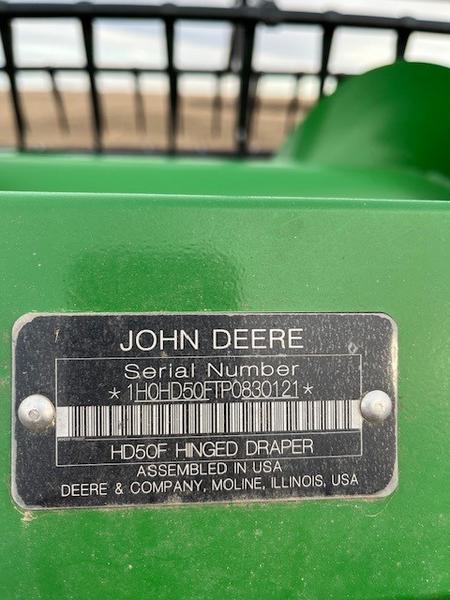 JOHN DEERE
Serial Number
*1H0HD50FTP0830121*
HD50F HINGED DRAPER
ASSEMBLED IN USA
DEERE & COMPANY, MOLINE, ILLINOIS, USA